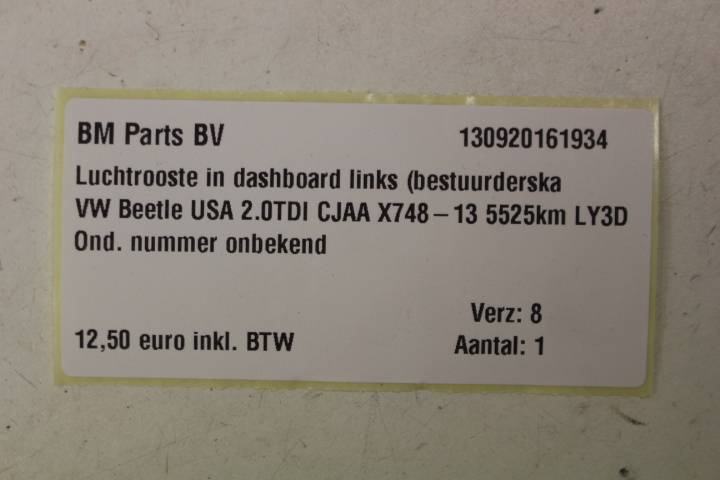 BM Parts BV 130920161934
Luchtrooste in dashboard links (bestuurderska
VW Beetle USA 2.0TDI CJAA X748-13 5525km LY3D
Ond. nummer onbekend
Verz: 8
12,50 euro inkl. BTW Aantal: 1